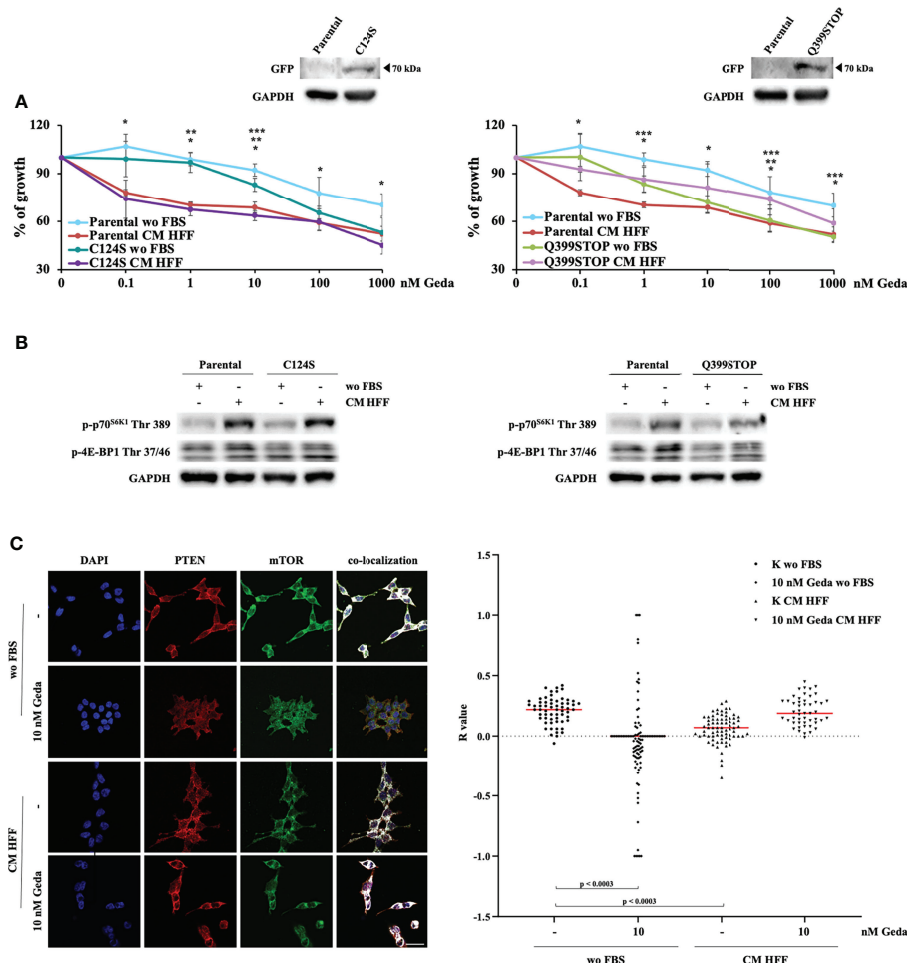 Parental
C124S
GFP
70 kDa
GAPDH
Parental
Q399STOP
GFP
70 kDa
GAPDH
A
% of growth
120
90
60
30
*
**
*
***
**
*
*
*
Parental wo FBS
Parental CM HFF
C124S wo FBS
C124S CM HFF
0 0.1 1 10 100 1000 nM Geda
% of growth
120
90
60
30
*
***
*
*
***
**
*
***
*
Parental wo FBS
Parental CM HFF
Q399STOP wo FBS
Q399STOP CM HFF
0 0.1 1 10 100 1000 nM Geda
B
Parental C124S
+ - + - wo FBS
- + - + CM HFF
p-p70S6K1 Thr 389
p-4E-BP1 Thr 37/46
GAPDH
Parental Q399STOP
+ - + - wo FBS
- + - + CM HFF
p-p70S6K1 Thr 389
p-4E-BP1 Thr 37/46
GAPDH
C
DAPI PTEN mTOR co-localization
wo FBS
-
10 nM Geda
CM HFF
-
10 nM Geda
R value
1.5
1.0
0.5
0.0
-0.5
-1.0
-1.5
K wo FBS
10 nM Geda wo FBS
K CM HFF
10 nM Geda CM HFF
p < 0.0003
p < 0.0003
- 10 - 10 nM Geda
wo FBS CM HFF